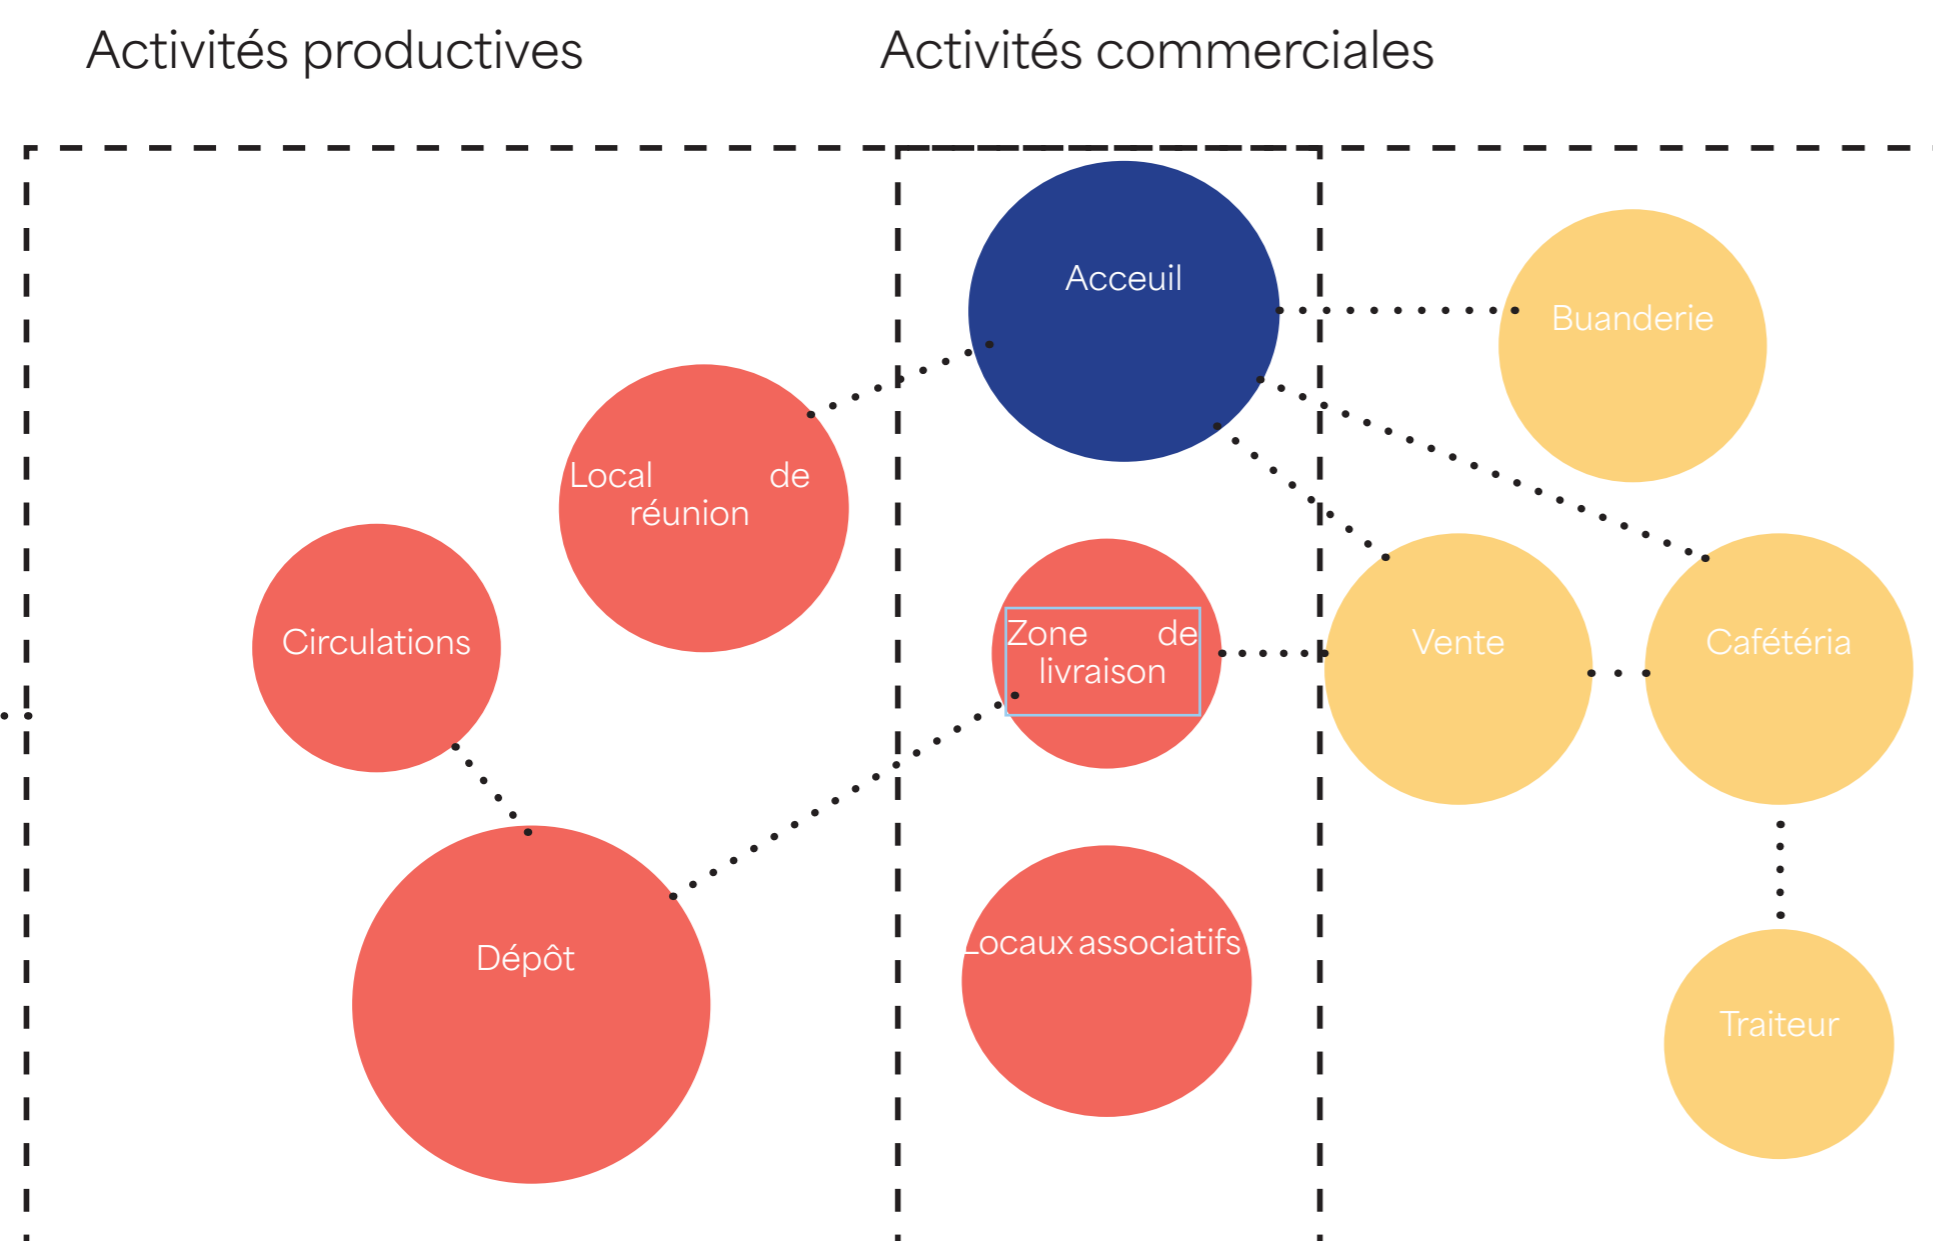 Activités productives
Activités commerciales
Acceuil
Buanderie
Local de
réunion
Circulations
Zone de
livraison
Vente
Cafétéria
Locaux associatifs
Dépôt
Traiteur